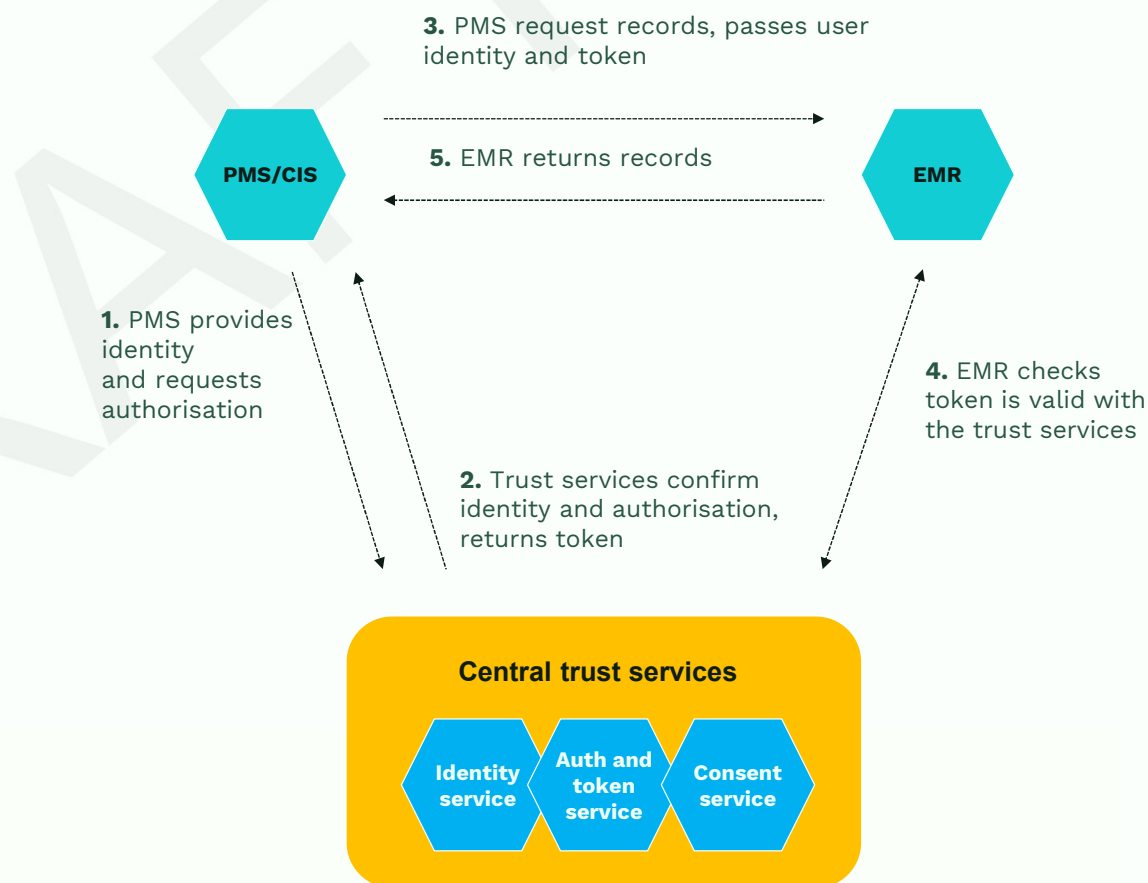 3. PMS request records, passes user
identity and token
PMS/CIS
5. EMR returns records
EMR
1. PMS provides
identity
and requests
authorisation
4. EMR checks
token is valid with
the trust services
2. Trust services confirm
identity and authorisation,
returns token
Central trust services
Identity
service
Auth and
token
service
Consent
service